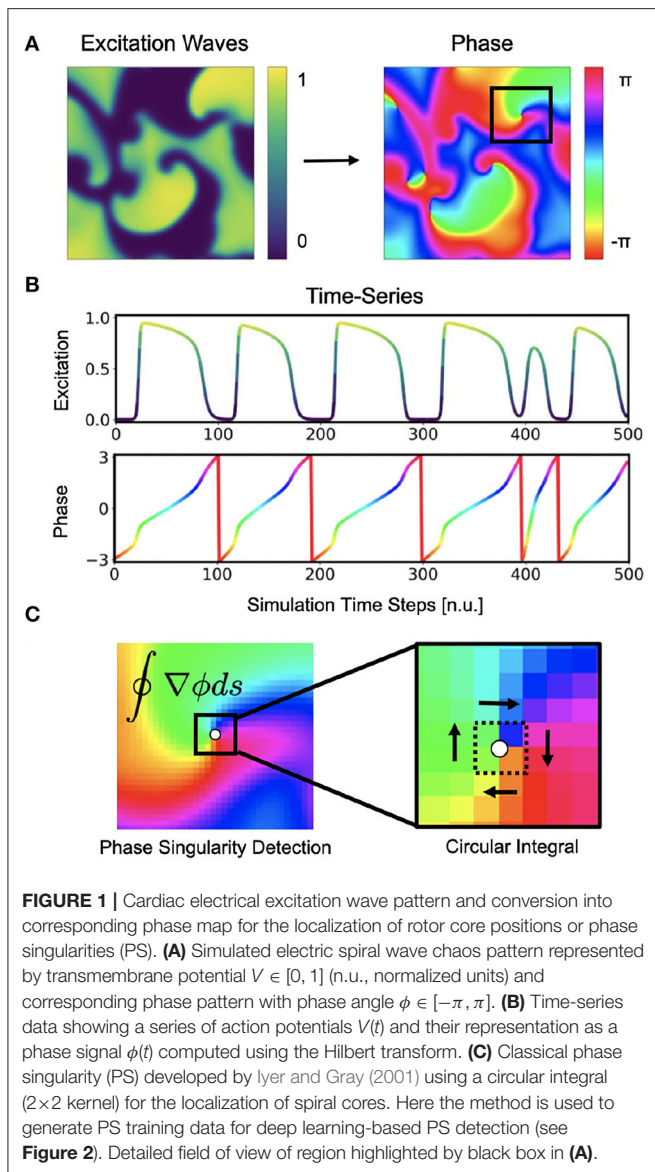 A
Excitation Waves
Phase
1
0
π
-π
B
Time-Series
Excitation
1.0
0.5
0.0
0
100
200
300
400
500
Phase
3
0
−3
0
100
200
300
400
500
Simulation Time Steps [n.u.]
C
∮ ∇ϕds
Phase Singularity Detection
Circular Integral
FIGURE 1 | Cardiac electrical excitation wave pattern and conversion into
corresponding phase map for the localization of rotor core positions or phase
singularities (PS). (A) Simulated electric spiral wave chaos pattern represented
by transmembrane potential V ∈ [0, 1] (n.u., normalized units) and
corresponding phase pattern with phase angle ϕ ∈ [−π, π]. (B) Time-series
data showing a series of action potentials V(t) and their representation as a
phase signal ϕ(t) computed using the Hilbert transform. (C) Classical phase
singularity (PS) developed by Iyer and Gray (2001) using a circular integral
(2×2 kernel) for the localization of spiral cores. Here the method is used to
generate PS training data for deep learning-based PS detection (see
Figure 2). Detailed field of view of region highlighted by black box in (A).